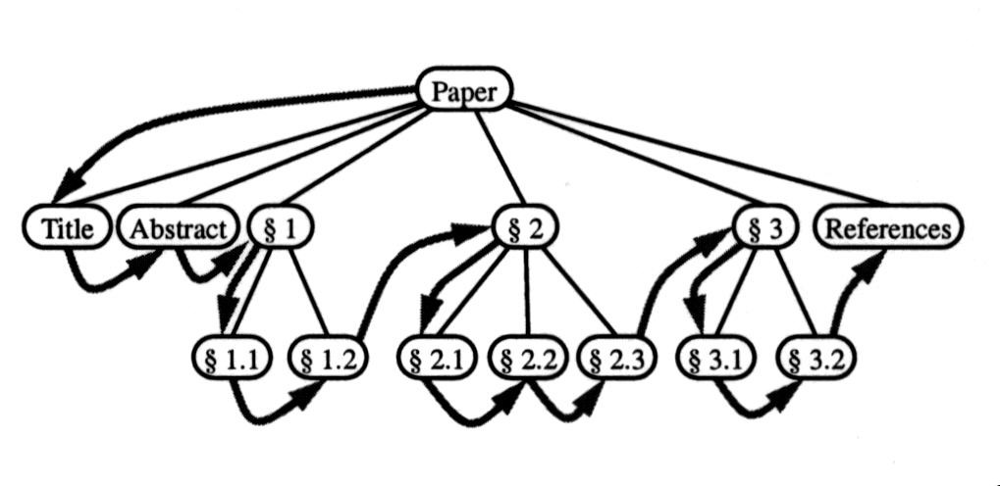 Paper
Title
Abstract
§ 1
§ 2
§ 3
References
§ 1.1
§ 1.2
§ 2.1
§ 2.2
§ 2.3
§ 3.1
§ 3.2